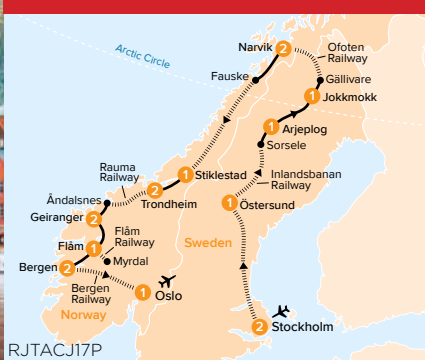 Arctic Circle
Narvik
2
Ofoten
Railway
Fauske
Gällivare
1
Jokkmokk
1
Arjeplog
Sorsele
Rauma
Railway
1
Stiklestad
Inlandsbanan
Railway
Åndalsnes
2
Trondheim
1
Östersund
Geiranger
2
Flåm
1
Flåm
Railway
Sweden
Myrdal
Bergen
2
Bergen
Railway
1
Oslo
Norway
2
Stockholm
RJTACJ17P